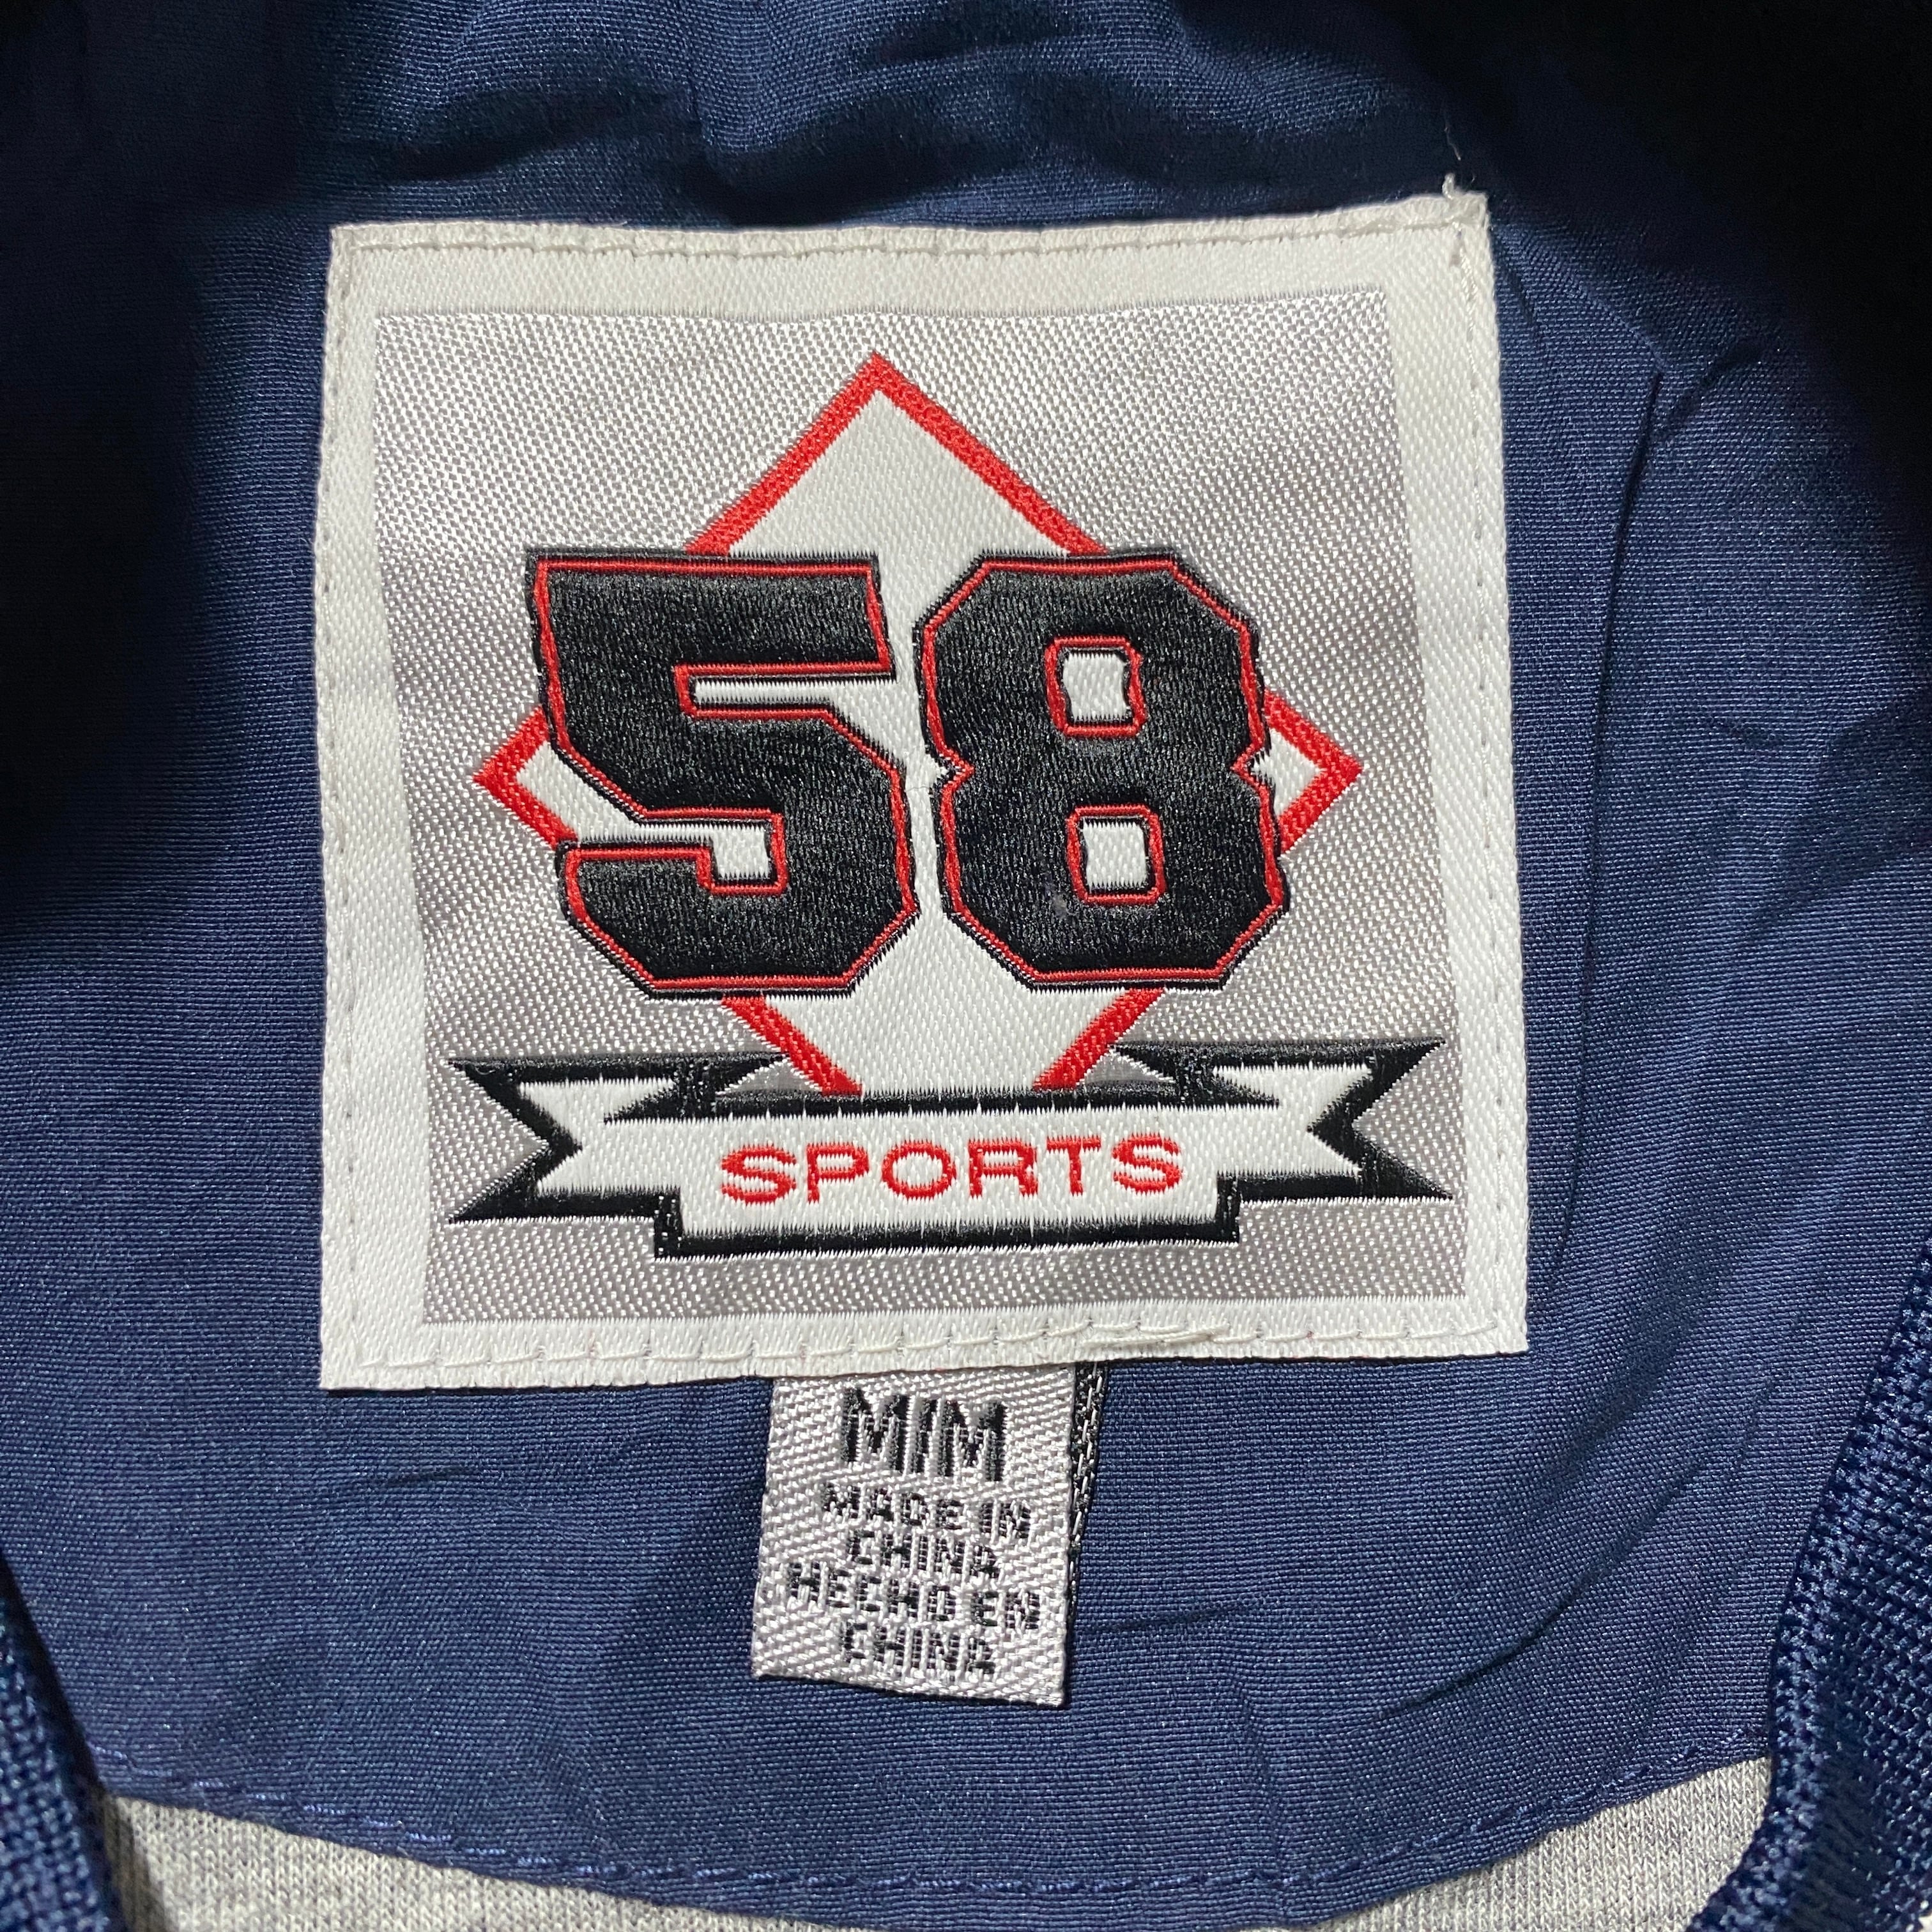 58
SPORTS
M/M
MADE IN
CHINA
HECHO EN
CHINA